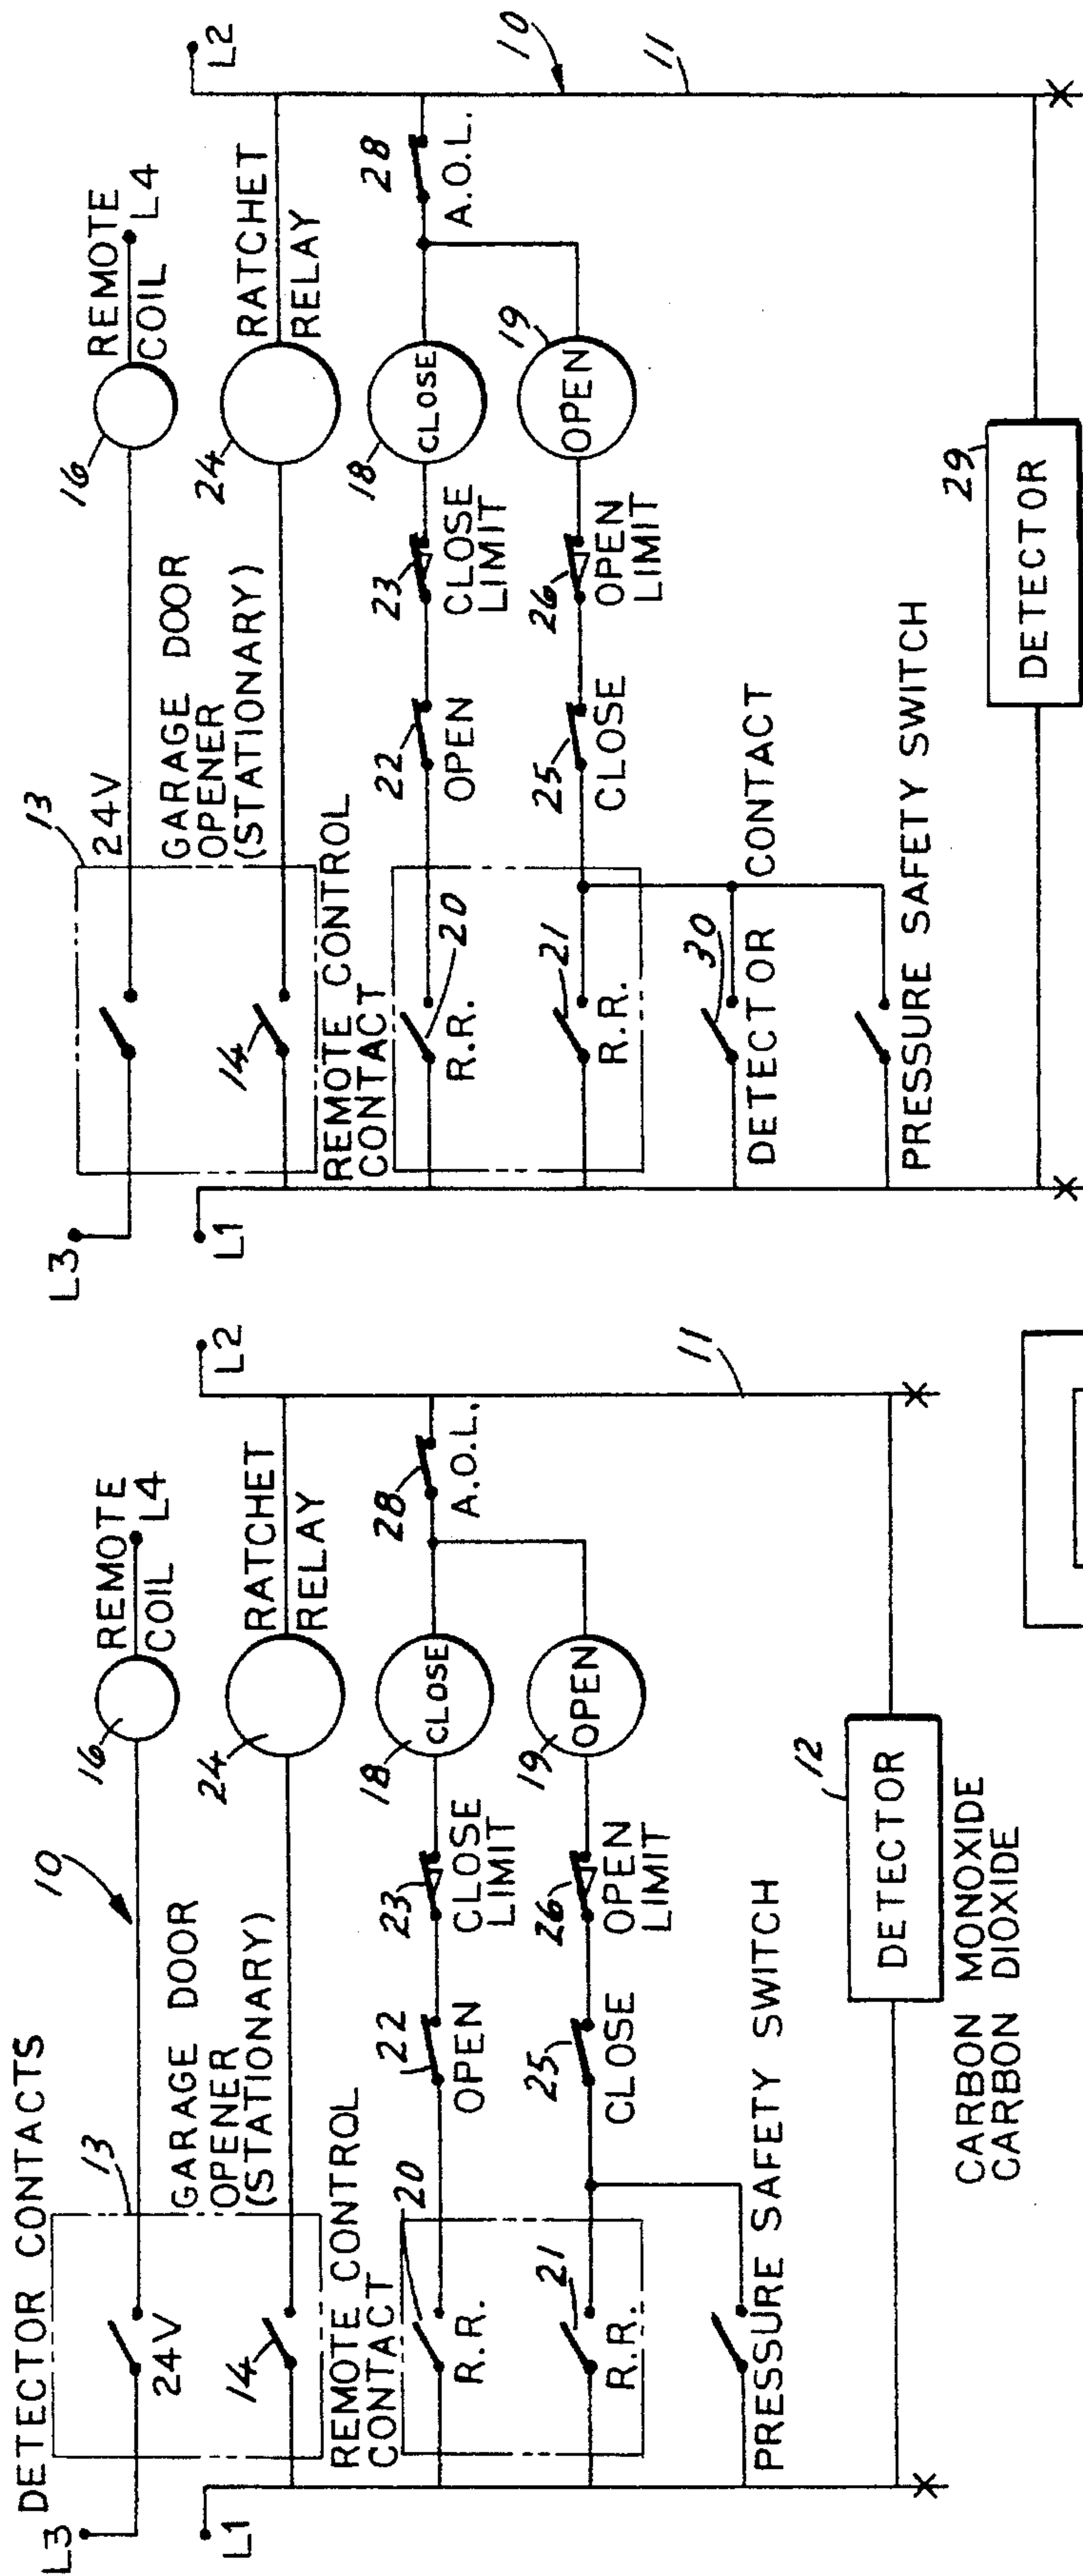 DETECTOR CONTACTS
L3
13
10
24V
16
REMOTE
COIL
L4
L2
GARAGE DOOR
OPENER
(STATIONARY)
L1
14
24
RATCHET
RELAY
REMOTE CONTROL
CONTACT
20
R.R.
22
OPEN
23
CLOSE
LIMIT
18
CLOSE
28
A.O.L.
11
21
R.R.
25
CLOSE
26
OPEN
LIMIT
19
OPEN
PRESSURE SAFETY SWITCH
12
DETECTOR
CARBON MONOXIDE
CARBON DIOXIDE
L3
13
24V
16
REMOTE
COIL
L4
L2
GARAGE DOOR
OPENER
(STATIONARY)
L1
14
24
RATCHET
RELAY
10
REMOTE CONTROL
CONTACT
20
R.R.
22
OPEN
23
CLOSE
LIMIT
18
CLOSE
28
A.O.L.
11
21
R.R.
25
CLOSE
26
OPEN
LIMIT
19
OPEN
30
DETECTOR CONTACT
PRESSURE SAFETY SWITCH
29
DETECTOR